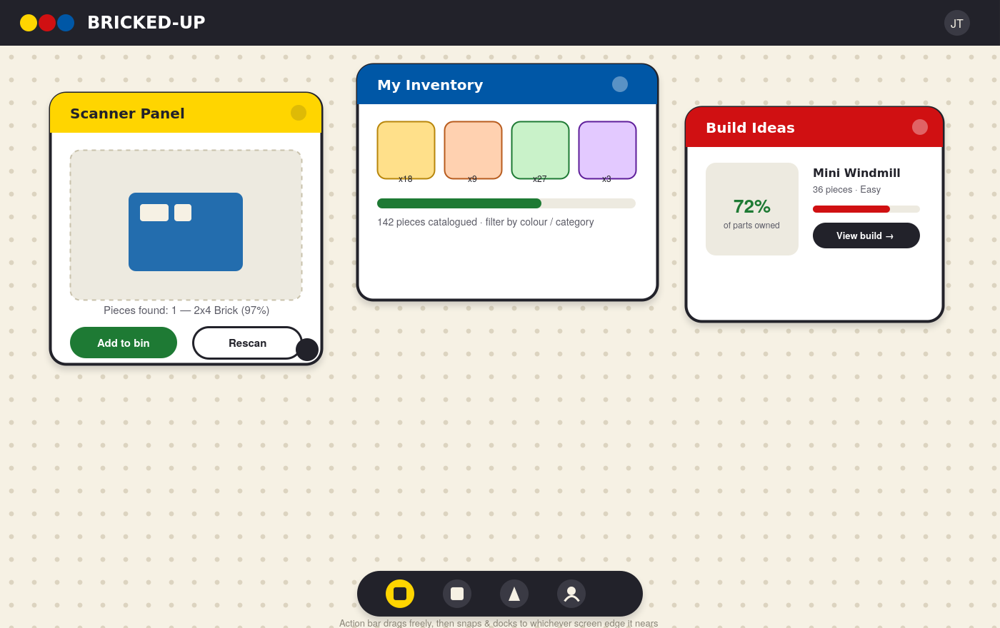 BRICKED-UP
JT
Scanner Panel
Pieces found: 1 — 2x4 Brick (97%)
Add to bin
Rescan
My Inventory
x18
x9
x27
x3
142 pieces catalogued · filter by colour / category
Build Ideas
72%
of parts owned
Mini Windmill
36 pieces · Easy
View build →
Action bar drags freely, then snaps & docks to whichever screen edge it nears